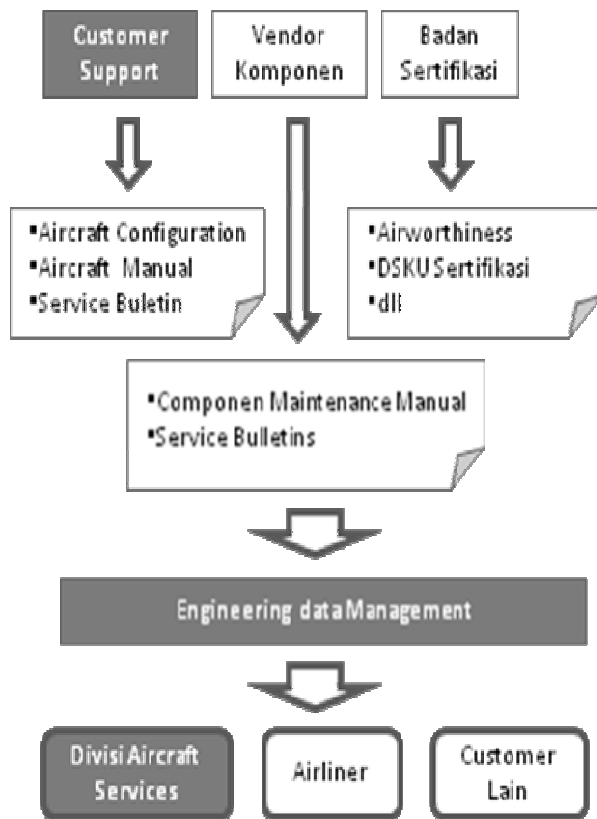 Customer
Support
Vendor
Komponen
Badan
Sertifikasi
▪Aircraft Configuration
▪Aircraft Manual
▪Service Buletin
▪Airworthiness
▪DSKU Sertifikasi
▪dll
▪Componen Maintenance Manual
▪Service Bulletins
Engineering data Management
Divisi Aircraft
Services
Airliner
Customer
Lain